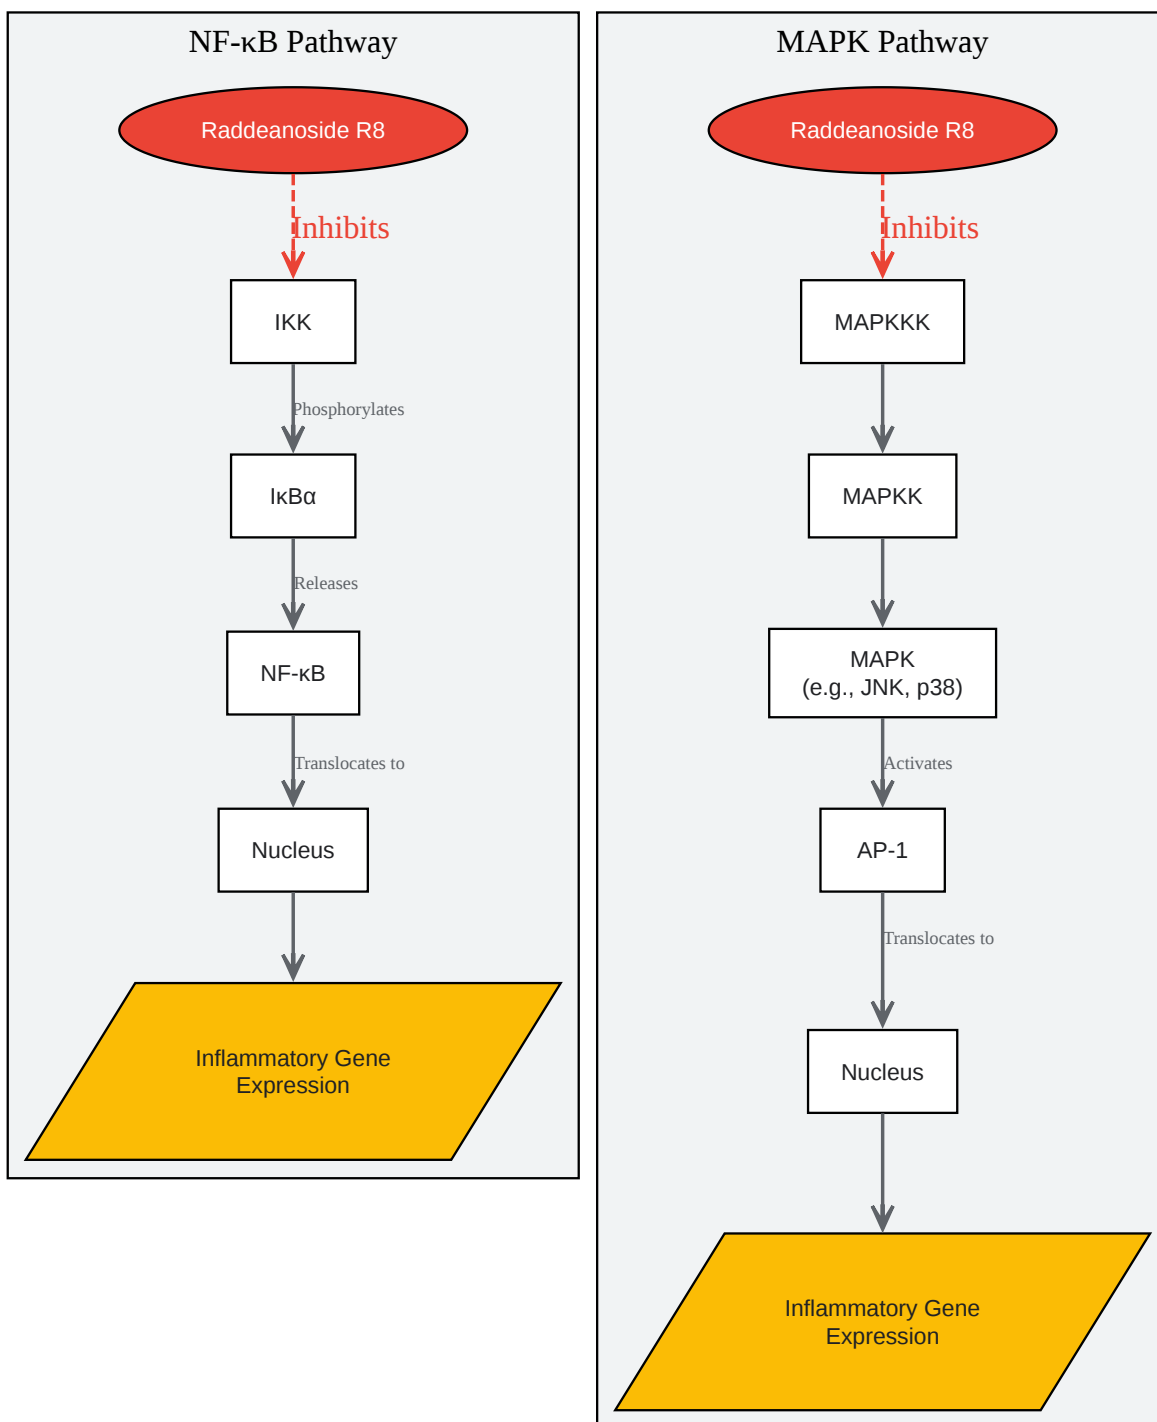 NF-κB Pathway
Raddeanoside R8
Inhibits
IKK
Phosphorylates
IκBα
Releases
NF-κB
Translocates to
Nucleus
Inflammatory Gene
Expression
MAPK Pathway
Raddeanoside R8
Inhibits
MAPKKK
MAPKK
MAPK
(e.g., JNK, p38)
Activates
AP-1
Translocates to
Nucleus
Inflammatory Gene
Expression